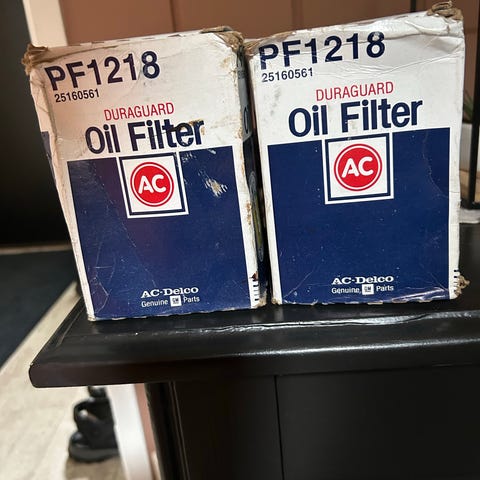 PF1218
25160561
DURAGUARD
Oil Filter
AC
AC-Delco
Genuine GM Parts
PF1218
25160561
DURAGUARD
Oil Filter
AC
AC-Delco
Genuine GM Parts